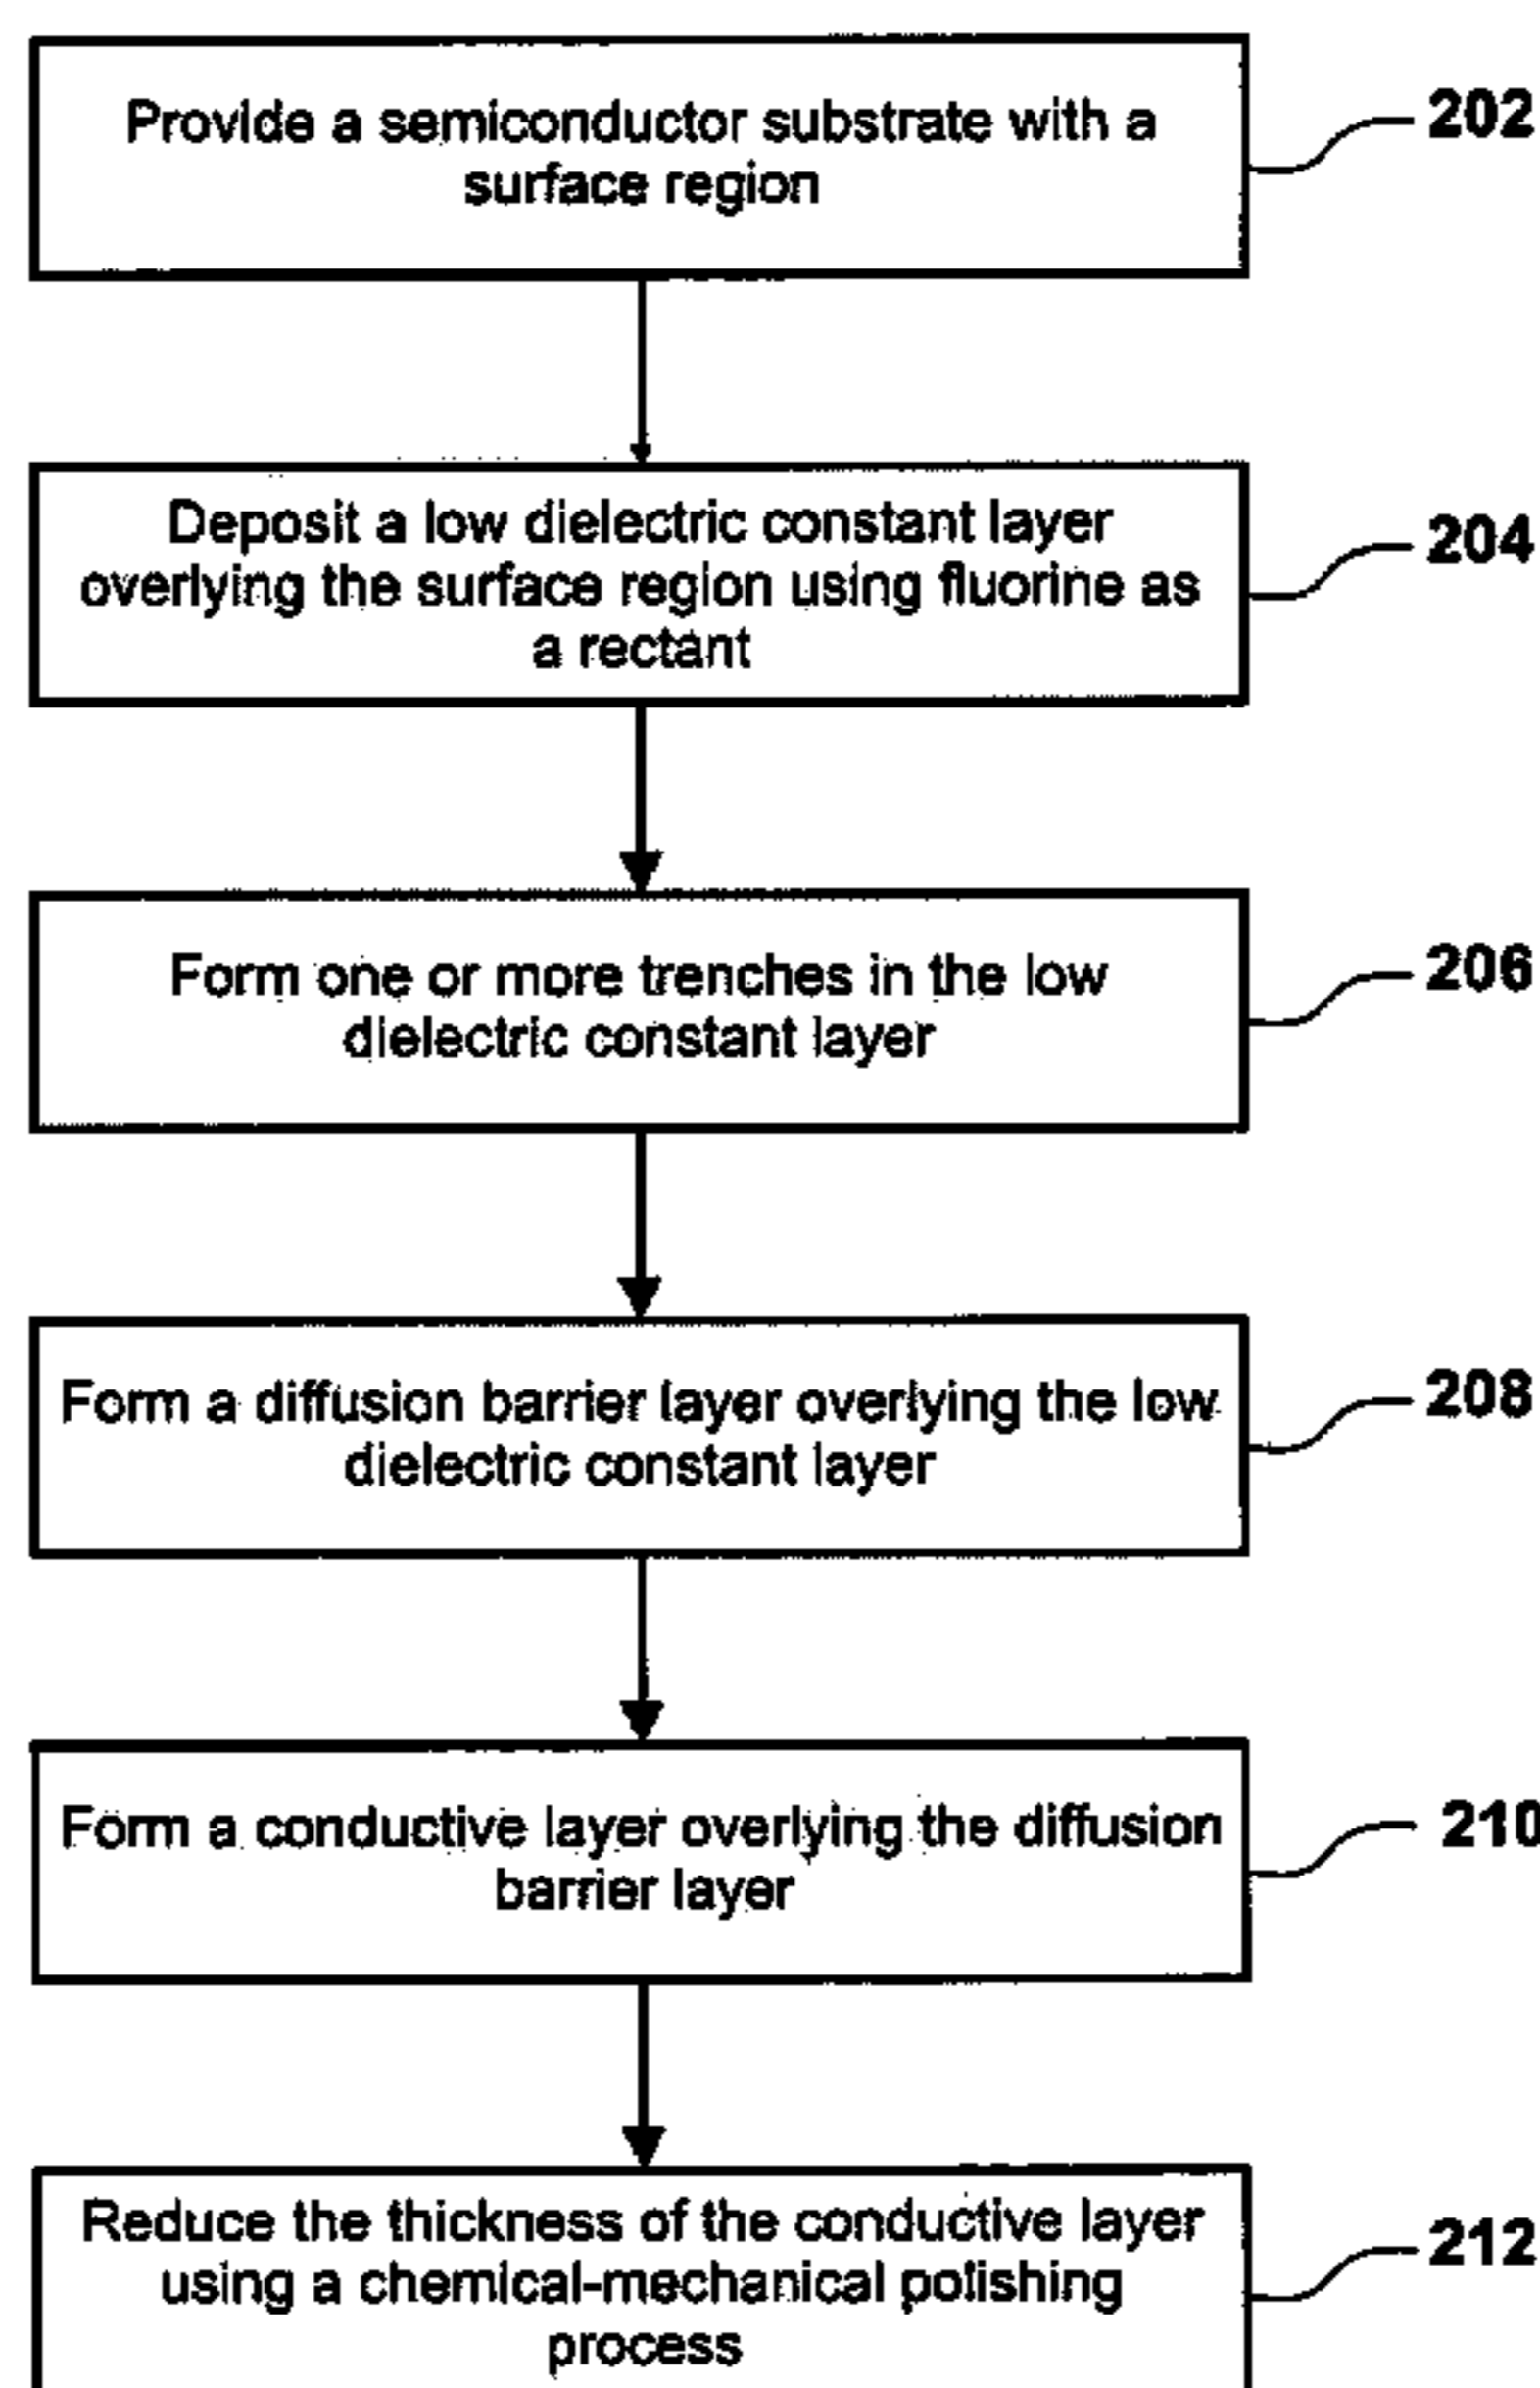 Provide a semiconductor substrate with a
surface region
202
Deposit a low dielectric constant layer
overlying the surface region using fluorine as
a rectant
204
Form one or more trenches in the low
dielectric constant layer
206
Form a diffusion barrier layer overlying the low
dielectric constant layer
208
Form a conductive layer overlying the diffusion
barrier layer
210
Reduce the thickness of the conductive layer
using a chemical-mechanical polishing
process
212